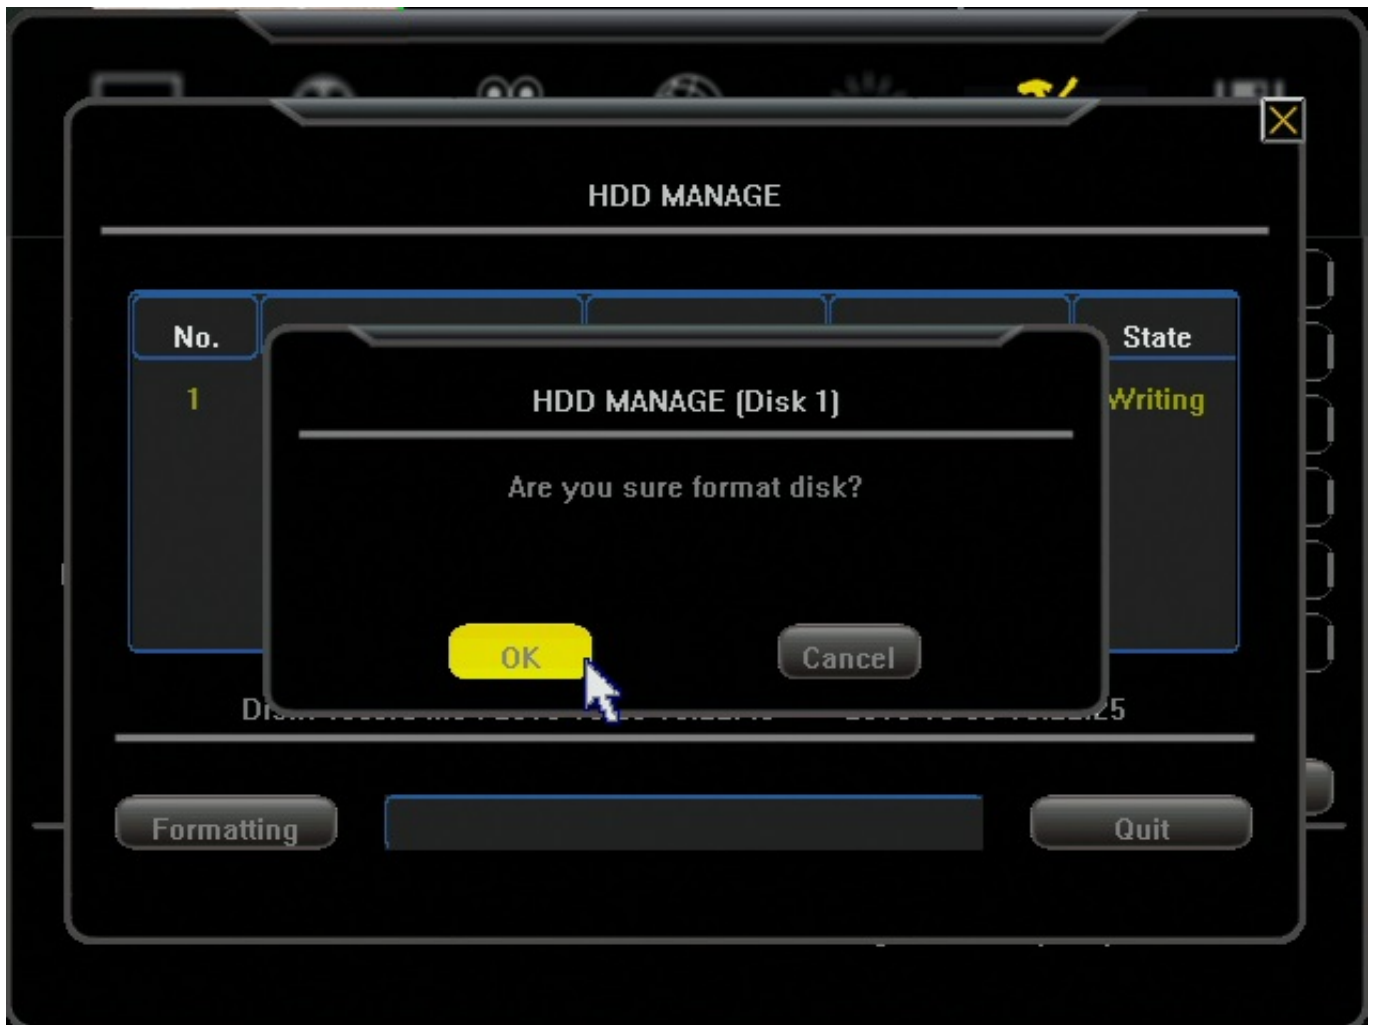 HDD MANAGE
No.
State
1
Writing
HDD MANAGE (Disk 1)
Are you sure format disk?
OK
Cancel
Formatting
Quit